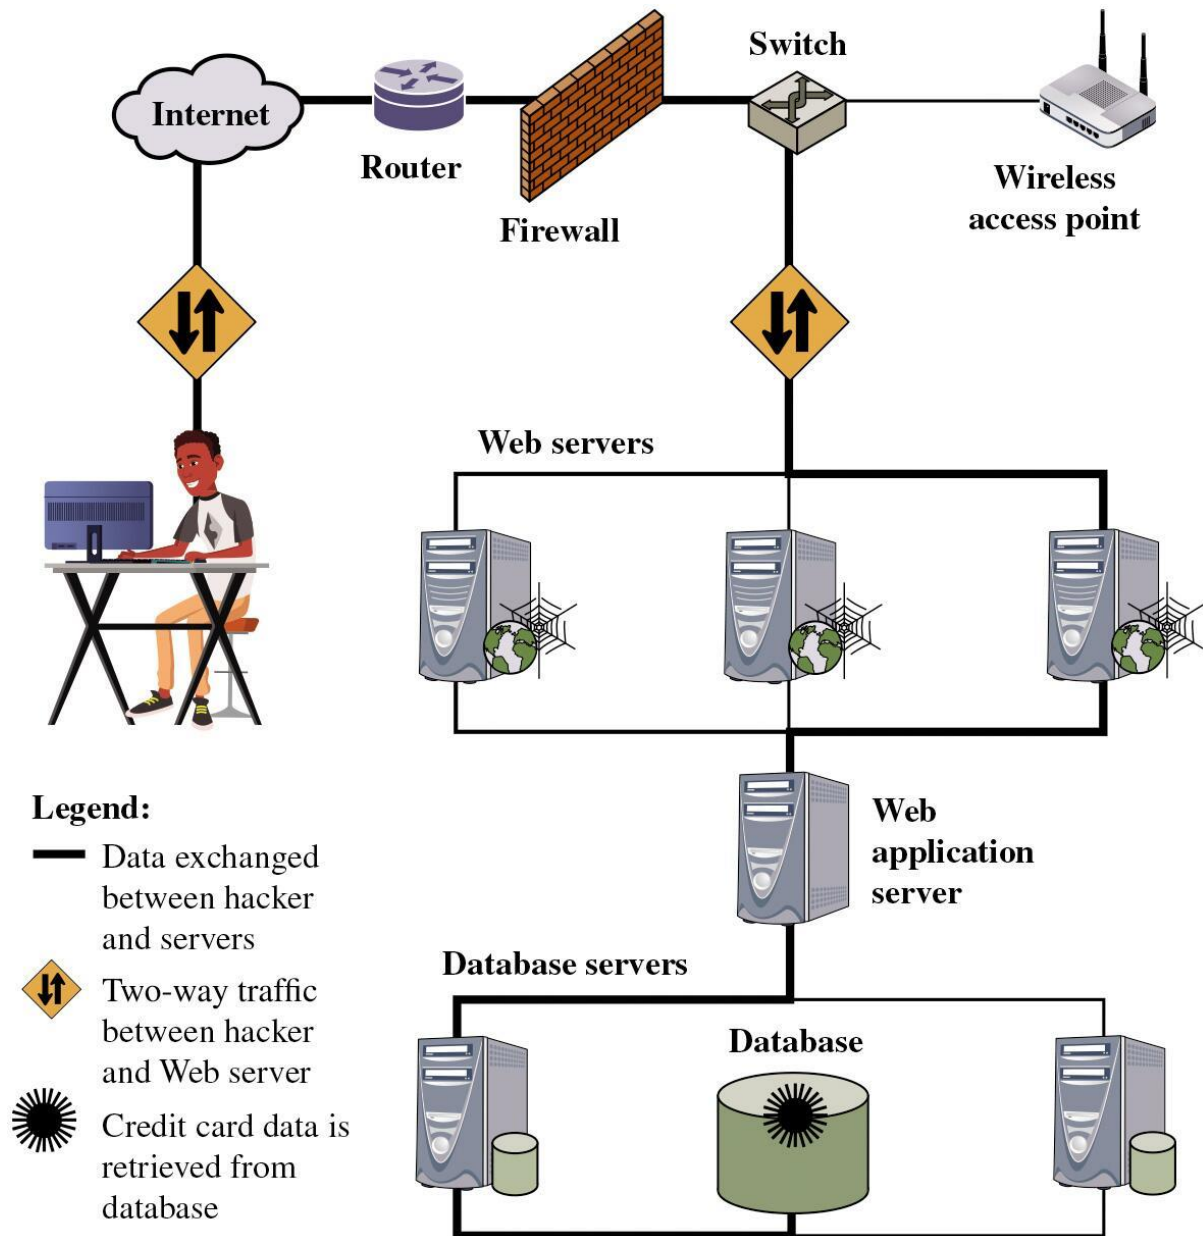 Switch
Internet
Router
Firewall
Wireless
access point
Web servers
Legend:
Data exchanged
between hacker
and servers
Two-way traffic
between hacker
and Web server
Credit card data is
retrieved from
database
Web
application
server
Database servers
Database